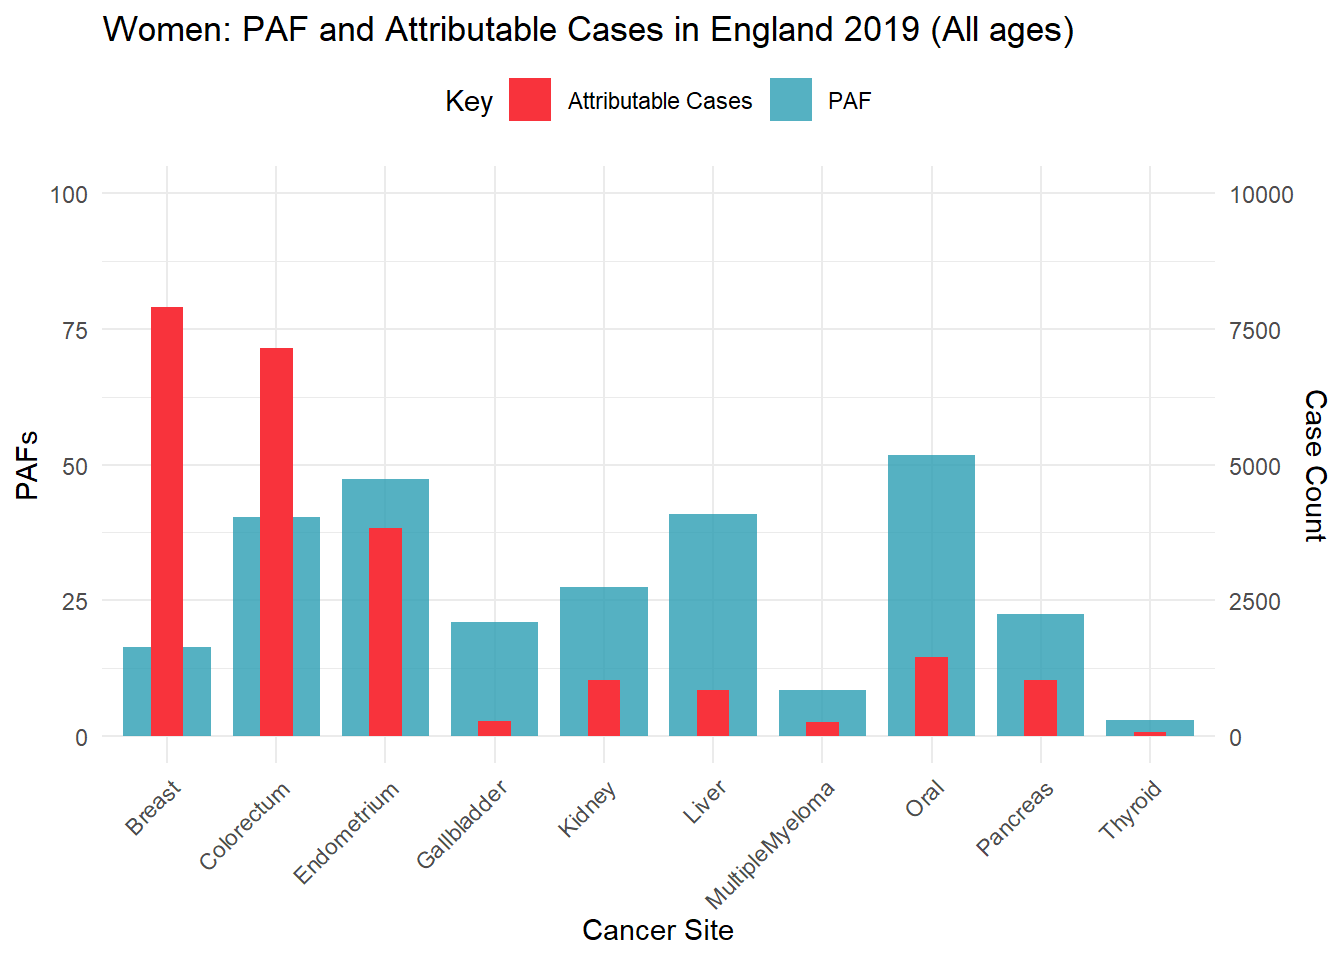 Women: PAF and Attributable Cases in England 2019 (All ages)
Key Attributable Cases PAF
100
75
50
25
0
PAFs
10000
7500
5000
2500
0
Case Count
Breast
Colorectum
Endometrium
Gallbladder
Kidney
Liver
MultipleMyeloma
Oral
Pancreas
Thyroid
Cancer Site